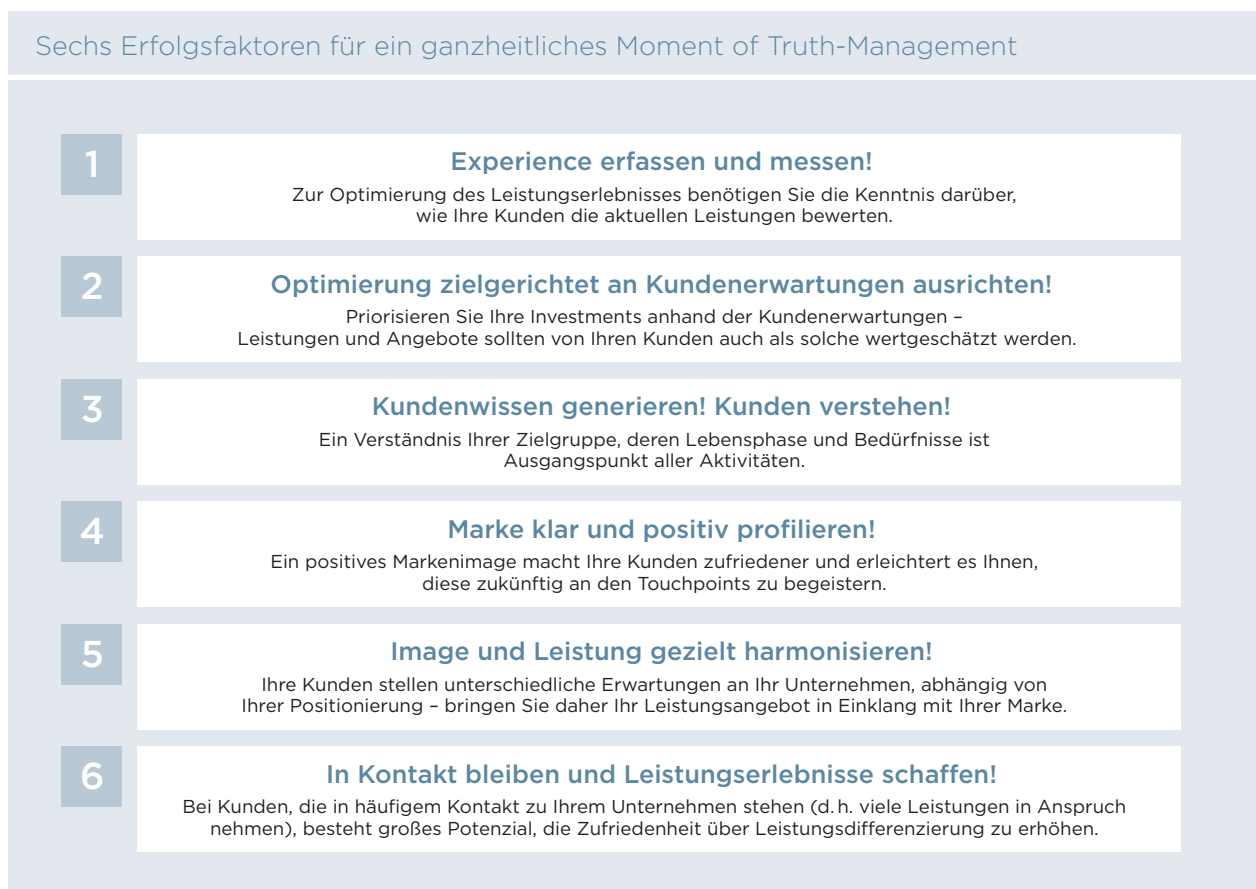 Sechs Erfolgsfaktoren für ein ganzheitliches Moment of Truth-Management
1
Experience erfassen und messen!
Zur Optimierung des Leistungserlebnisses benötigen Sie die Kenntnis darüber,
wie Ihre Kunden die aktuellen Leistungen bewerten.
2
Optimierung zielgerichtet an Kundenerwartungen ausrichten!
Priorisieren Sie Ihre Investments anhand der Kundenerwartungen –
Leistungen und Angebote sollten von Ihren Kunden auch als solche wertgeschätzt werden.
3
Kundenwissen generieren! Kunden verstehen!
Ein Verständnis Ihrer Zielgruppe, deren Lebensphase und Bedürfnisse ist
Ausgangspunkt aller Aktivitäten.
4
Marke klar und positiv profilieren!
Ein positives Markenimage macht Ihre Kunden zufriedener und erleichtert es Ihnen,
diese zukünftig an den Touchpoints zu begeistern.
5
Image und Leistung gezielt harmonisieren!
Ihre Kunden stellen unterschiedliche Erwartungen an Ihr Unternehmen, abhängig von
Ihrer Positionierung – bringen Sie daher Ihr Leistungsangebot in Einklang mit Ihrer Marke.
6
In Kontakt bleiben und Leistungserlebnisse schaffen!
Bei Kunden, die in häufigem Kontakt zu Ihrem Unternehmen stehen (d. h. viele Leistungen in Anspruch
nehmen), besteht großes Potenzial, die Zufriedenheit über Leistungsdifferenzierung zu erhöhen.